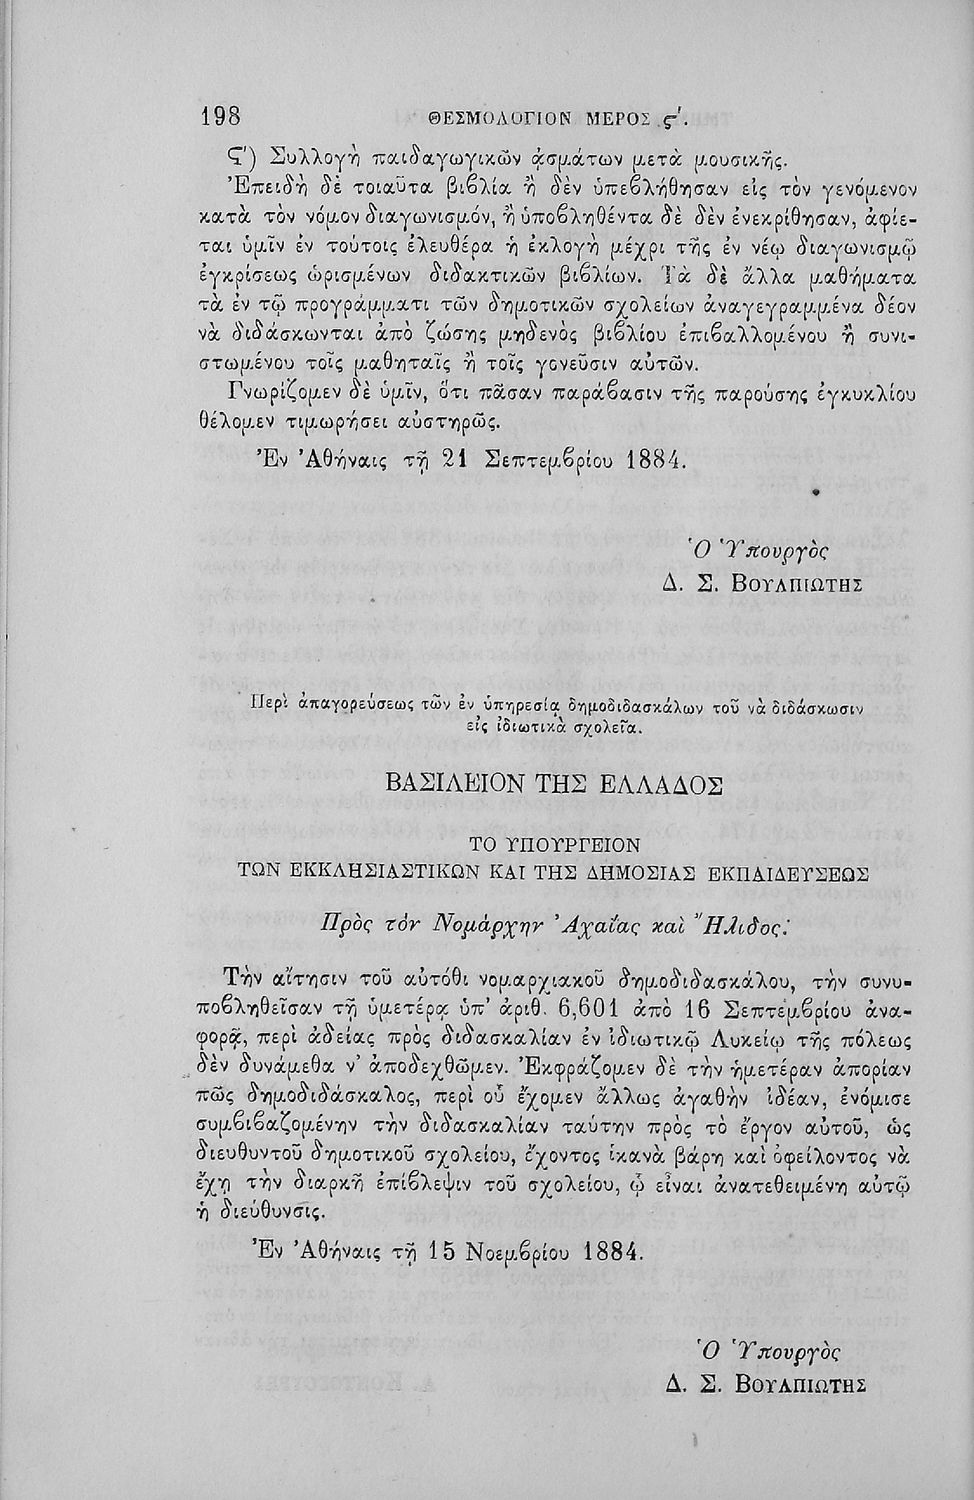 198 ΘΕΣΜΟΛΟΓΙΟΝ ΜΕΡΟΣ ς΄.
Ϛ΄) Συλλογὴ παιδαγωγικῶν ᾀσμάτων μετὰ μουσικῆς.
Ἐπειδὴ δὲ τοιαῦτα βιβλία ἢ δὲν ὑπεβλήθησαν εἰς τὸν γενόμενον
κατὰ τὸν νόμον διαγωνισμόν, ἢ ὑποβληθέντα δὲ δὲν ἐνεκρίθησαν, ἀφίε-
ται ὑμῖν ἐν τούτοις ἐλευθέρα ἡ ἐκλογὴ μέχρι τῆς ἐν νέῳ διαγωνισμῷ
ἐγκρίσεως ὡρισμένων διδακτικῶν βιβλίων. Τὰ δὲ ἄλλα μαθήματα
τὰ ἐν τῷ προγράμματι τῶν δημοτικῶν σχολείων ἀναγεγραμμένα δέον
νὰ διδάσκωνται ἀπὸ ζώσης μηδενὸς βιβλίου ἐπιβαλλομένου ἢ συνι-
στωμένου τοῖς μαθηταῖς ἢ τοῖς γονεῦσιν αὐτῶν.
Γνωρίζομεν δὲ ὑμῖν, ὅτι πᾶσαν παράβασιν τῆς παρούσης ἐγκυκλίου
θέλομεν τιμωρήσει αὐστηρῶς.
Ἐν Ἀθήναις τῇ 21 Σεπτεμβρίου 1884.
Ὁ Ὑπουργὸς
Δ. Σ. ΒΟΥΛΠΙΩΤΗΣ
Περὶ ἀπαγορεύσεως τῶν ἐν ὑπηρεσίᾳ δημοδιδασκάλων τοῦ νὰ διδάσκωσιν
εἰς ἰδιωτικὰ σχολεῖα.
ΒΑΣΙΛΕΙΟΝ ΤΗΣ ΕΛΛΑΔΟΣ
ΤΟ ΥΠΟΥΡΓΕΙΟΝ
ΤΩΝ ΕΚΚΛΗΣΙΑΣΤΙΚΩΝ ΚΑΙ ΤΗΣ ΔΗΜΟΣΙΑΣ ΕΚΠΑΙΔΕΥΣΕΩΣ
Πρὸς τὸν Νομάρχην Ἀχαΐας καὶ Ἤλιδος.
Τὴν αἴτησιν τοῦ αὐτόθι νομαρχιακοῦ δημοδιδασκάλου, τὴν συνυ-
ποβληθεῖσαν τῇ ὑμετέρᾳ ὑπ' ἀριθ. 6,601 ἀπὸ 16 Σεπτεμβρίου ἀνα-
φορᾷ, περὶ ἀδείας πρὸς διδασκαλίαν ἐν ἰδιωτικῷ Λυκείῳ τῆς πόλεως
δὲν δυνάμεθα ν' ἀποδεχθῶμεν. Ἐκφράζομεν δὲ τὴν ἡμετέραν ἀπορίαν
πῶς δημοδιδάσκαλος, περὶ οὗ ἔχομεν ἄλλως ἀγαθὴν ἰδέαν, ἐνόμισε
συμβιβαζομένην τὴν διδασκαλίαν ταύτην πρὸς τὸ ἔργον αὐτοῦ, ὡς
διευθυντοῦ δημοτικοῦ σχολείου, ἔχοντος ἱκανὰ βάρη καὶ ὀφείλοντος νὰ
ἔχῃ τὴν διαρκῆ ἐπίβλεψιν τοῦ σχολείου, ᾧ εἶναι ἀνατεθειμένη αὐτῷ
ἡ διεύθυνσις.
Ἐν Ἀθήναις τῇ 15 Νοεμβρίου 1884.
Ὁ Ὑπουργὸς
Δ. Σ. ΒΟΥΛΠΙΩΤΗΣ